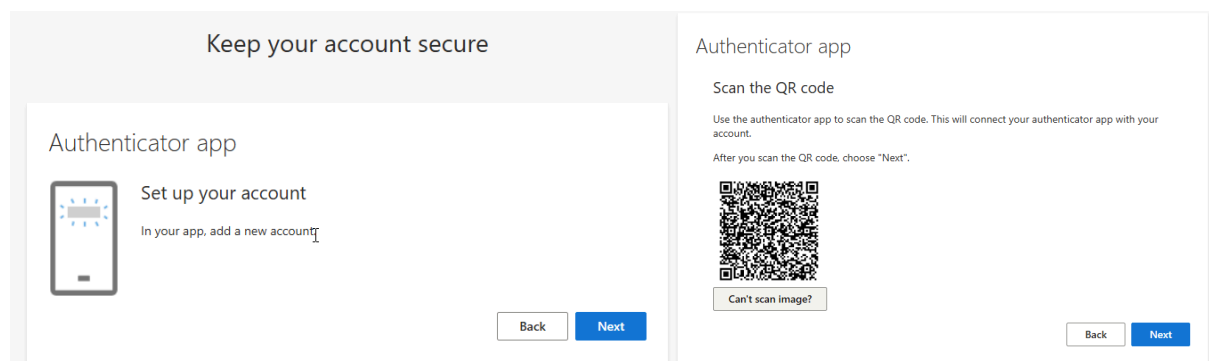 Keep your account secure
Authenticator app
Set up your account
In your app, add a new account.
Back
Next
Authenticator app
Scan the QR code
Use the authenticator app to scan the QR code. This will connect your authenticator app with your
account.
After you scan the QR code, choose "Next".
Can't scan image?
Back
Next